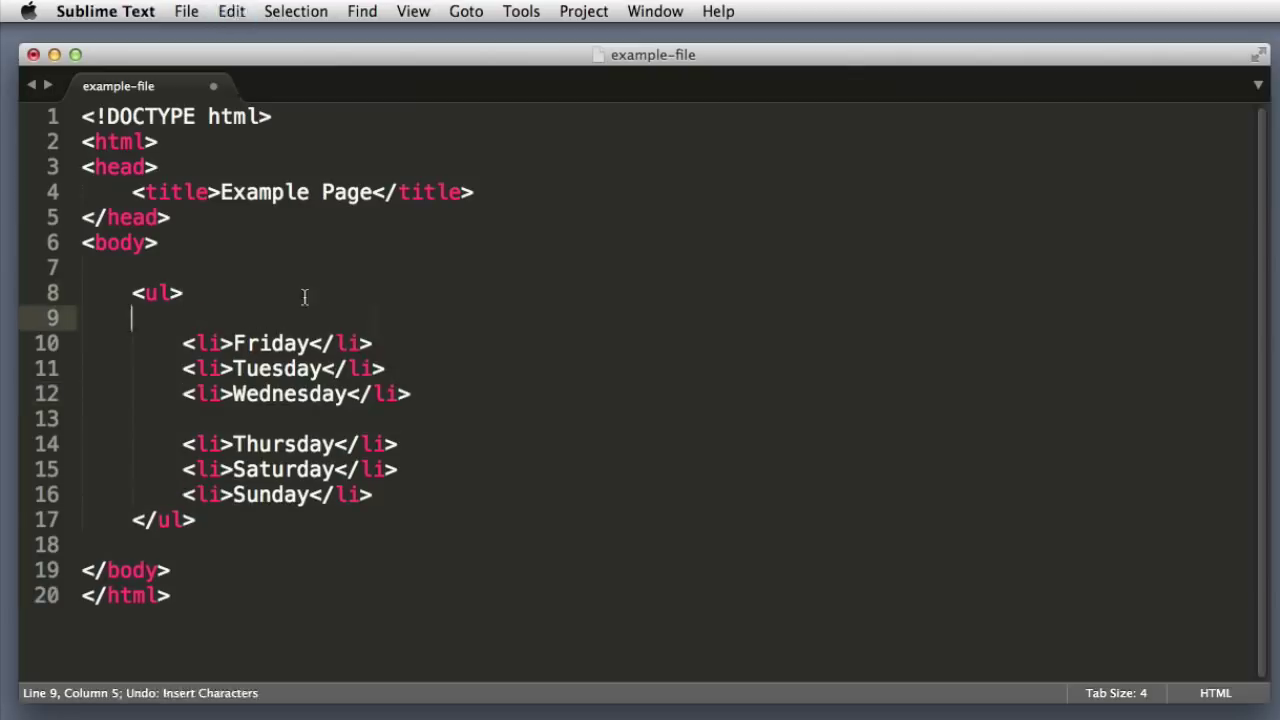 Sublime Text File Edit Selection Find View Goto Tools Project Window Help
example-file
example-file
1 <!DOCTYPE html>
2 <html>
3 <head>
4 <title>Example Page</title>
5 </head>
6 <body>
7
8 <ul>
9
10 <li>Friday</li>
11 <li>Tuesday</li>
12 <li>Wednesday</li>
13
14 <li>Thursday</li>
15 <li>Saturday</li>
16 <li>Sunday</li>
17 </ul>
18
19 </body>
20 </html>
Line 9, Column 5; Undo: Insert Characters Tab Size: 4 HTML